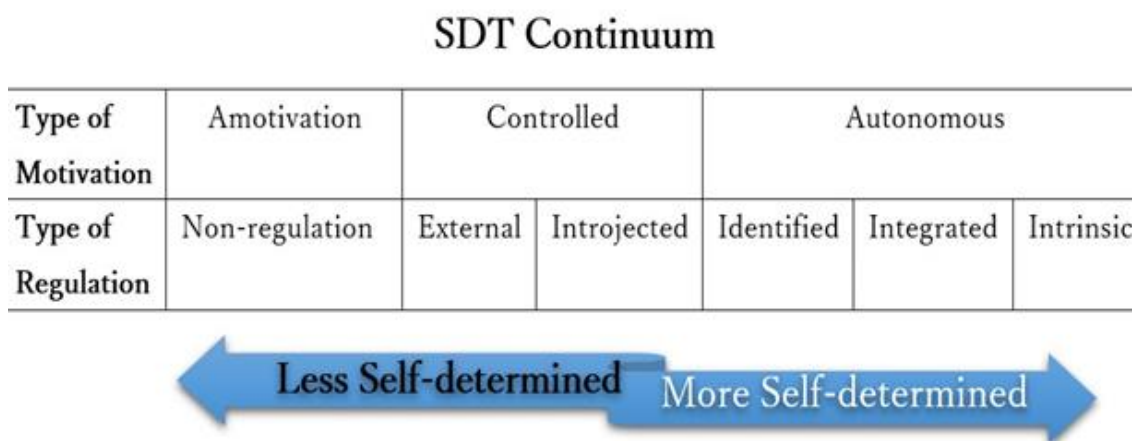 SDT Continuum
Type of Motivation Amotivation Controlled Autonomous
Type of Regulation Non-regulation External Introjected Identified Integrated Intrinsic
Less Self-determined More Self-determined